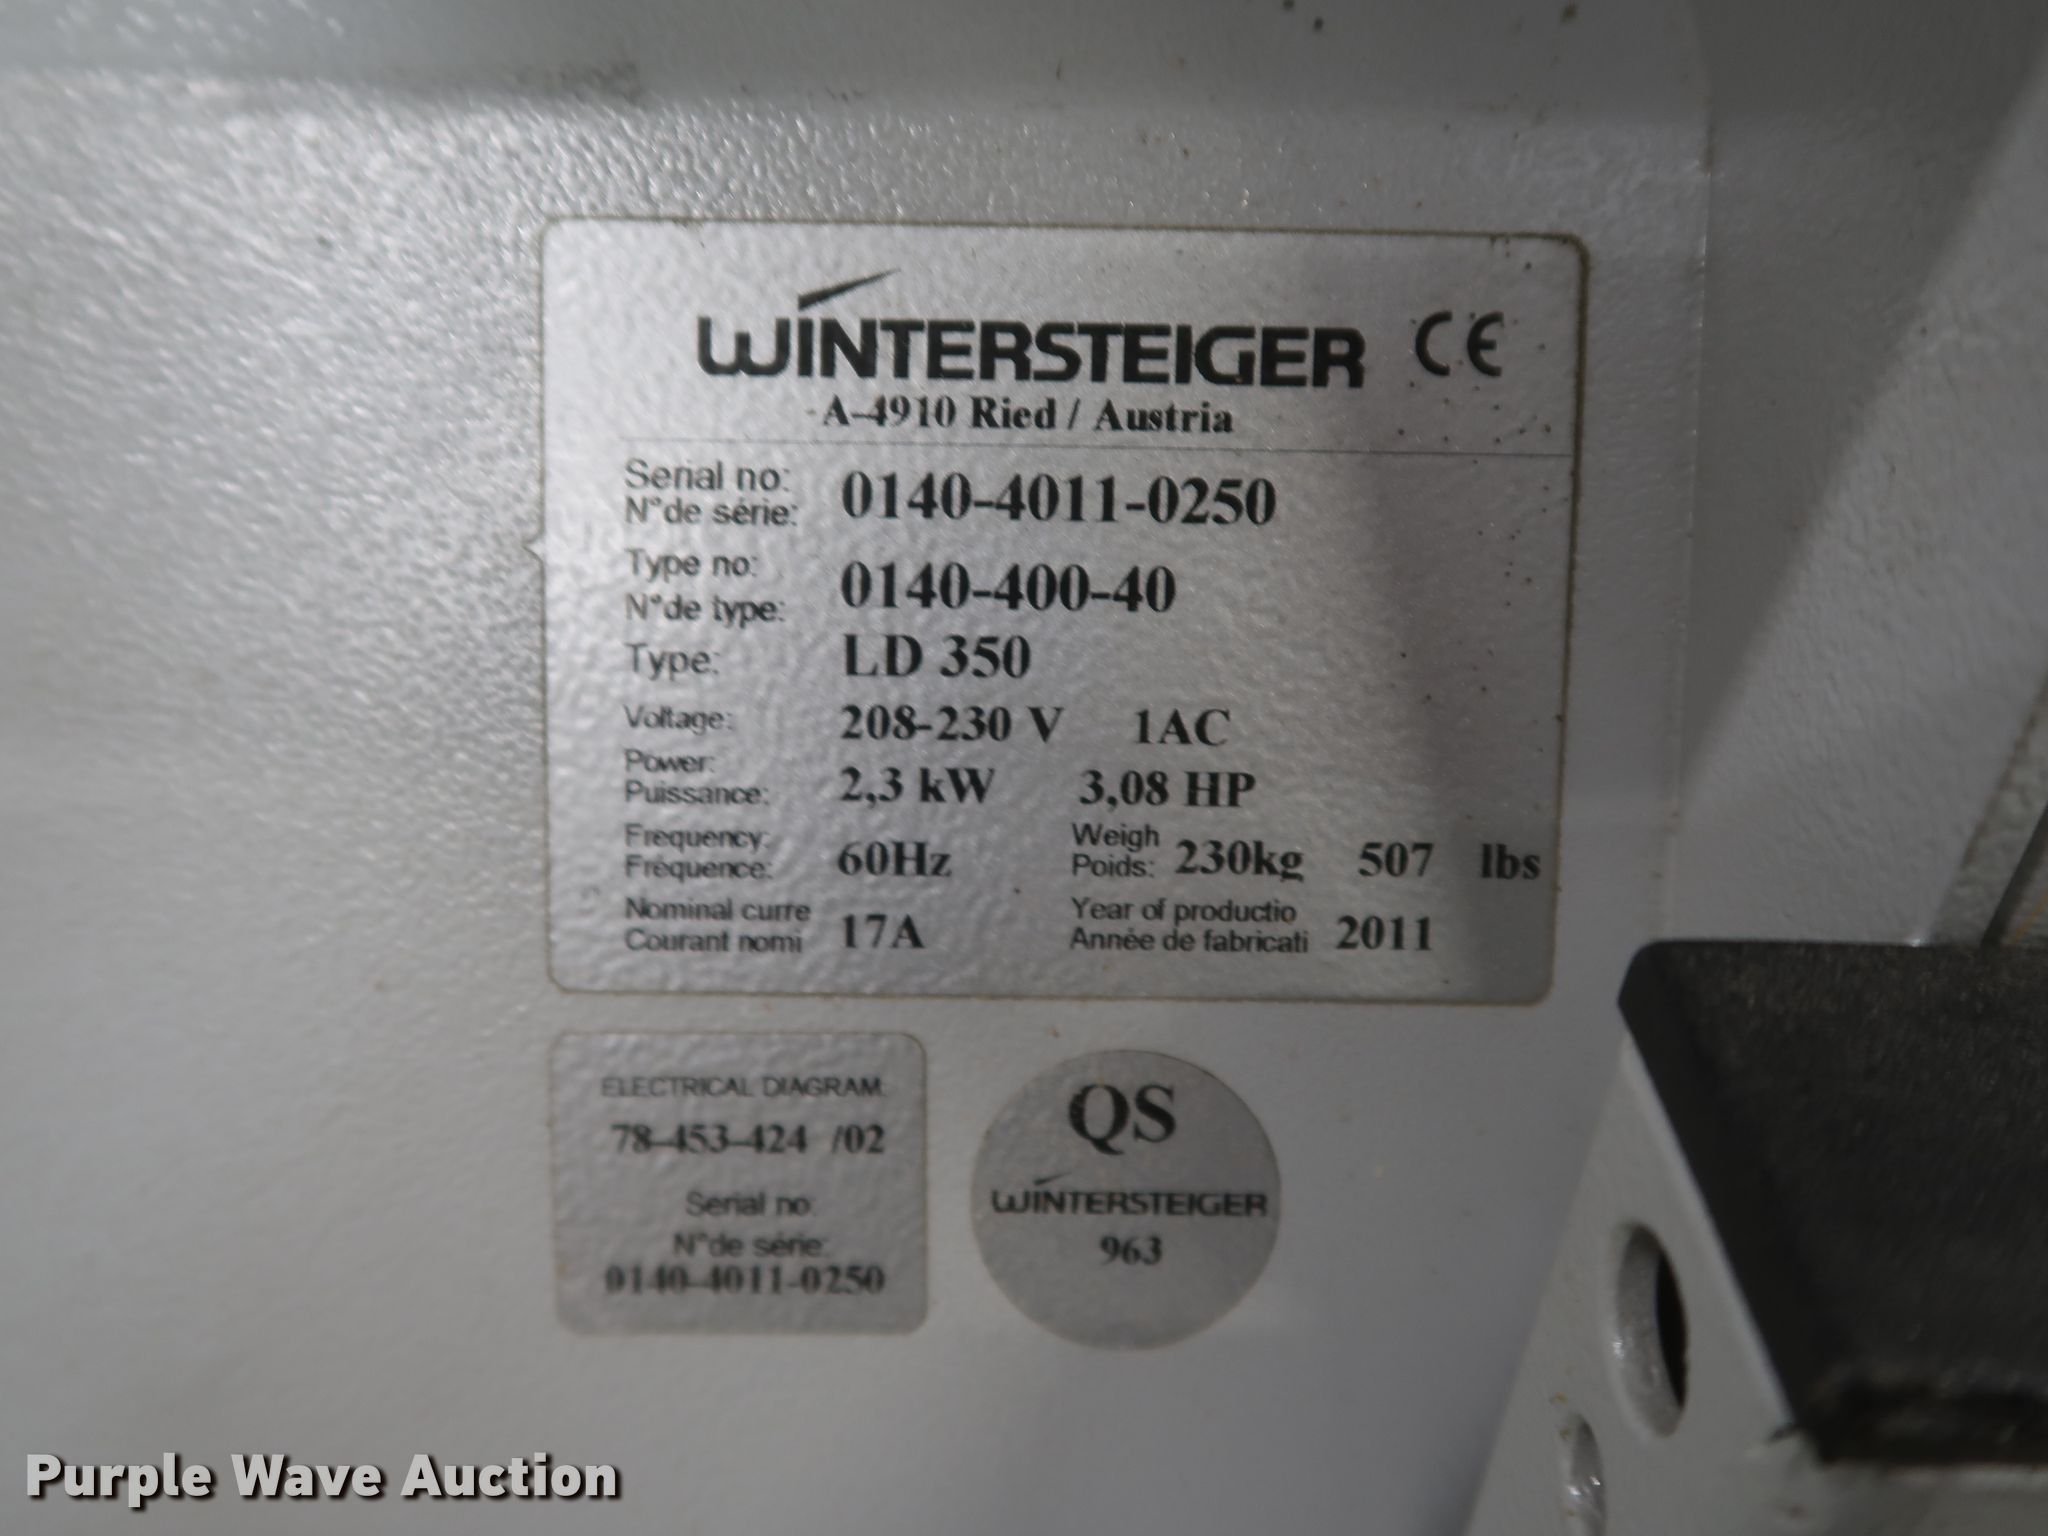 WINTERSTEIGER CE
A-4910 Ried / Austria
Serial no: 0140-4011-0250
N°de série:
Type no: 0140-400-40
N°de type:
Type: LD 350
Voltage: 208-230 V 1AC
Power:
Puissance: 2,3 kW 3,08 HP
Frequency: 60Hz Weigh 230kg 507 lbs
Fréquence: Poids:
Nominal curre 17A Year of productio 2011
Courant nomi Année de fabricati
ELECTRICAL DIAGRAM:
78-453-424 /02
Serial no:
N°de série:
0140-4011-0250
QS
WINTERSTEIGER
963
Purple Wave Auction